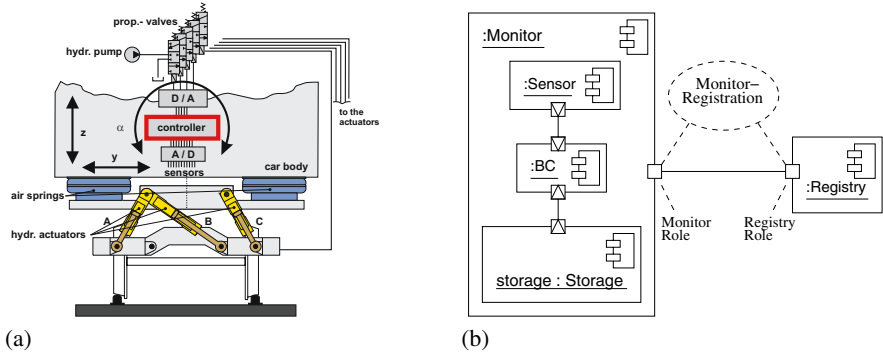 prop.- valves
hydr. pump
D / A
to the
actuators
α
controller
z
y
A / D
sensors
car body
air springs
A
B
C
hydr. actuators
(a)
:Monitor
:Sensor
:BC
storage : Storage
Monitor–
Registration
:Registry
Monitor
Role
Registry
Role
(b)